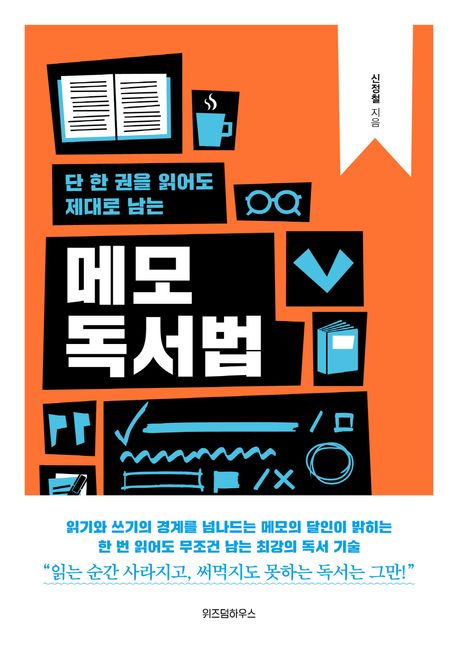 신정철 지음
단 한 권을 읽어도
제대로 남는
메모
독서법
읽기와 쓰기의 경계를 넘나드는 메모의 달인이 밝히는
한 번 읽어도 무조건 남는 최강의 독서 기술
“읽는 순간 사라지고, 써먹지도 못하는 독서는 그만!”
위즈덤하우스